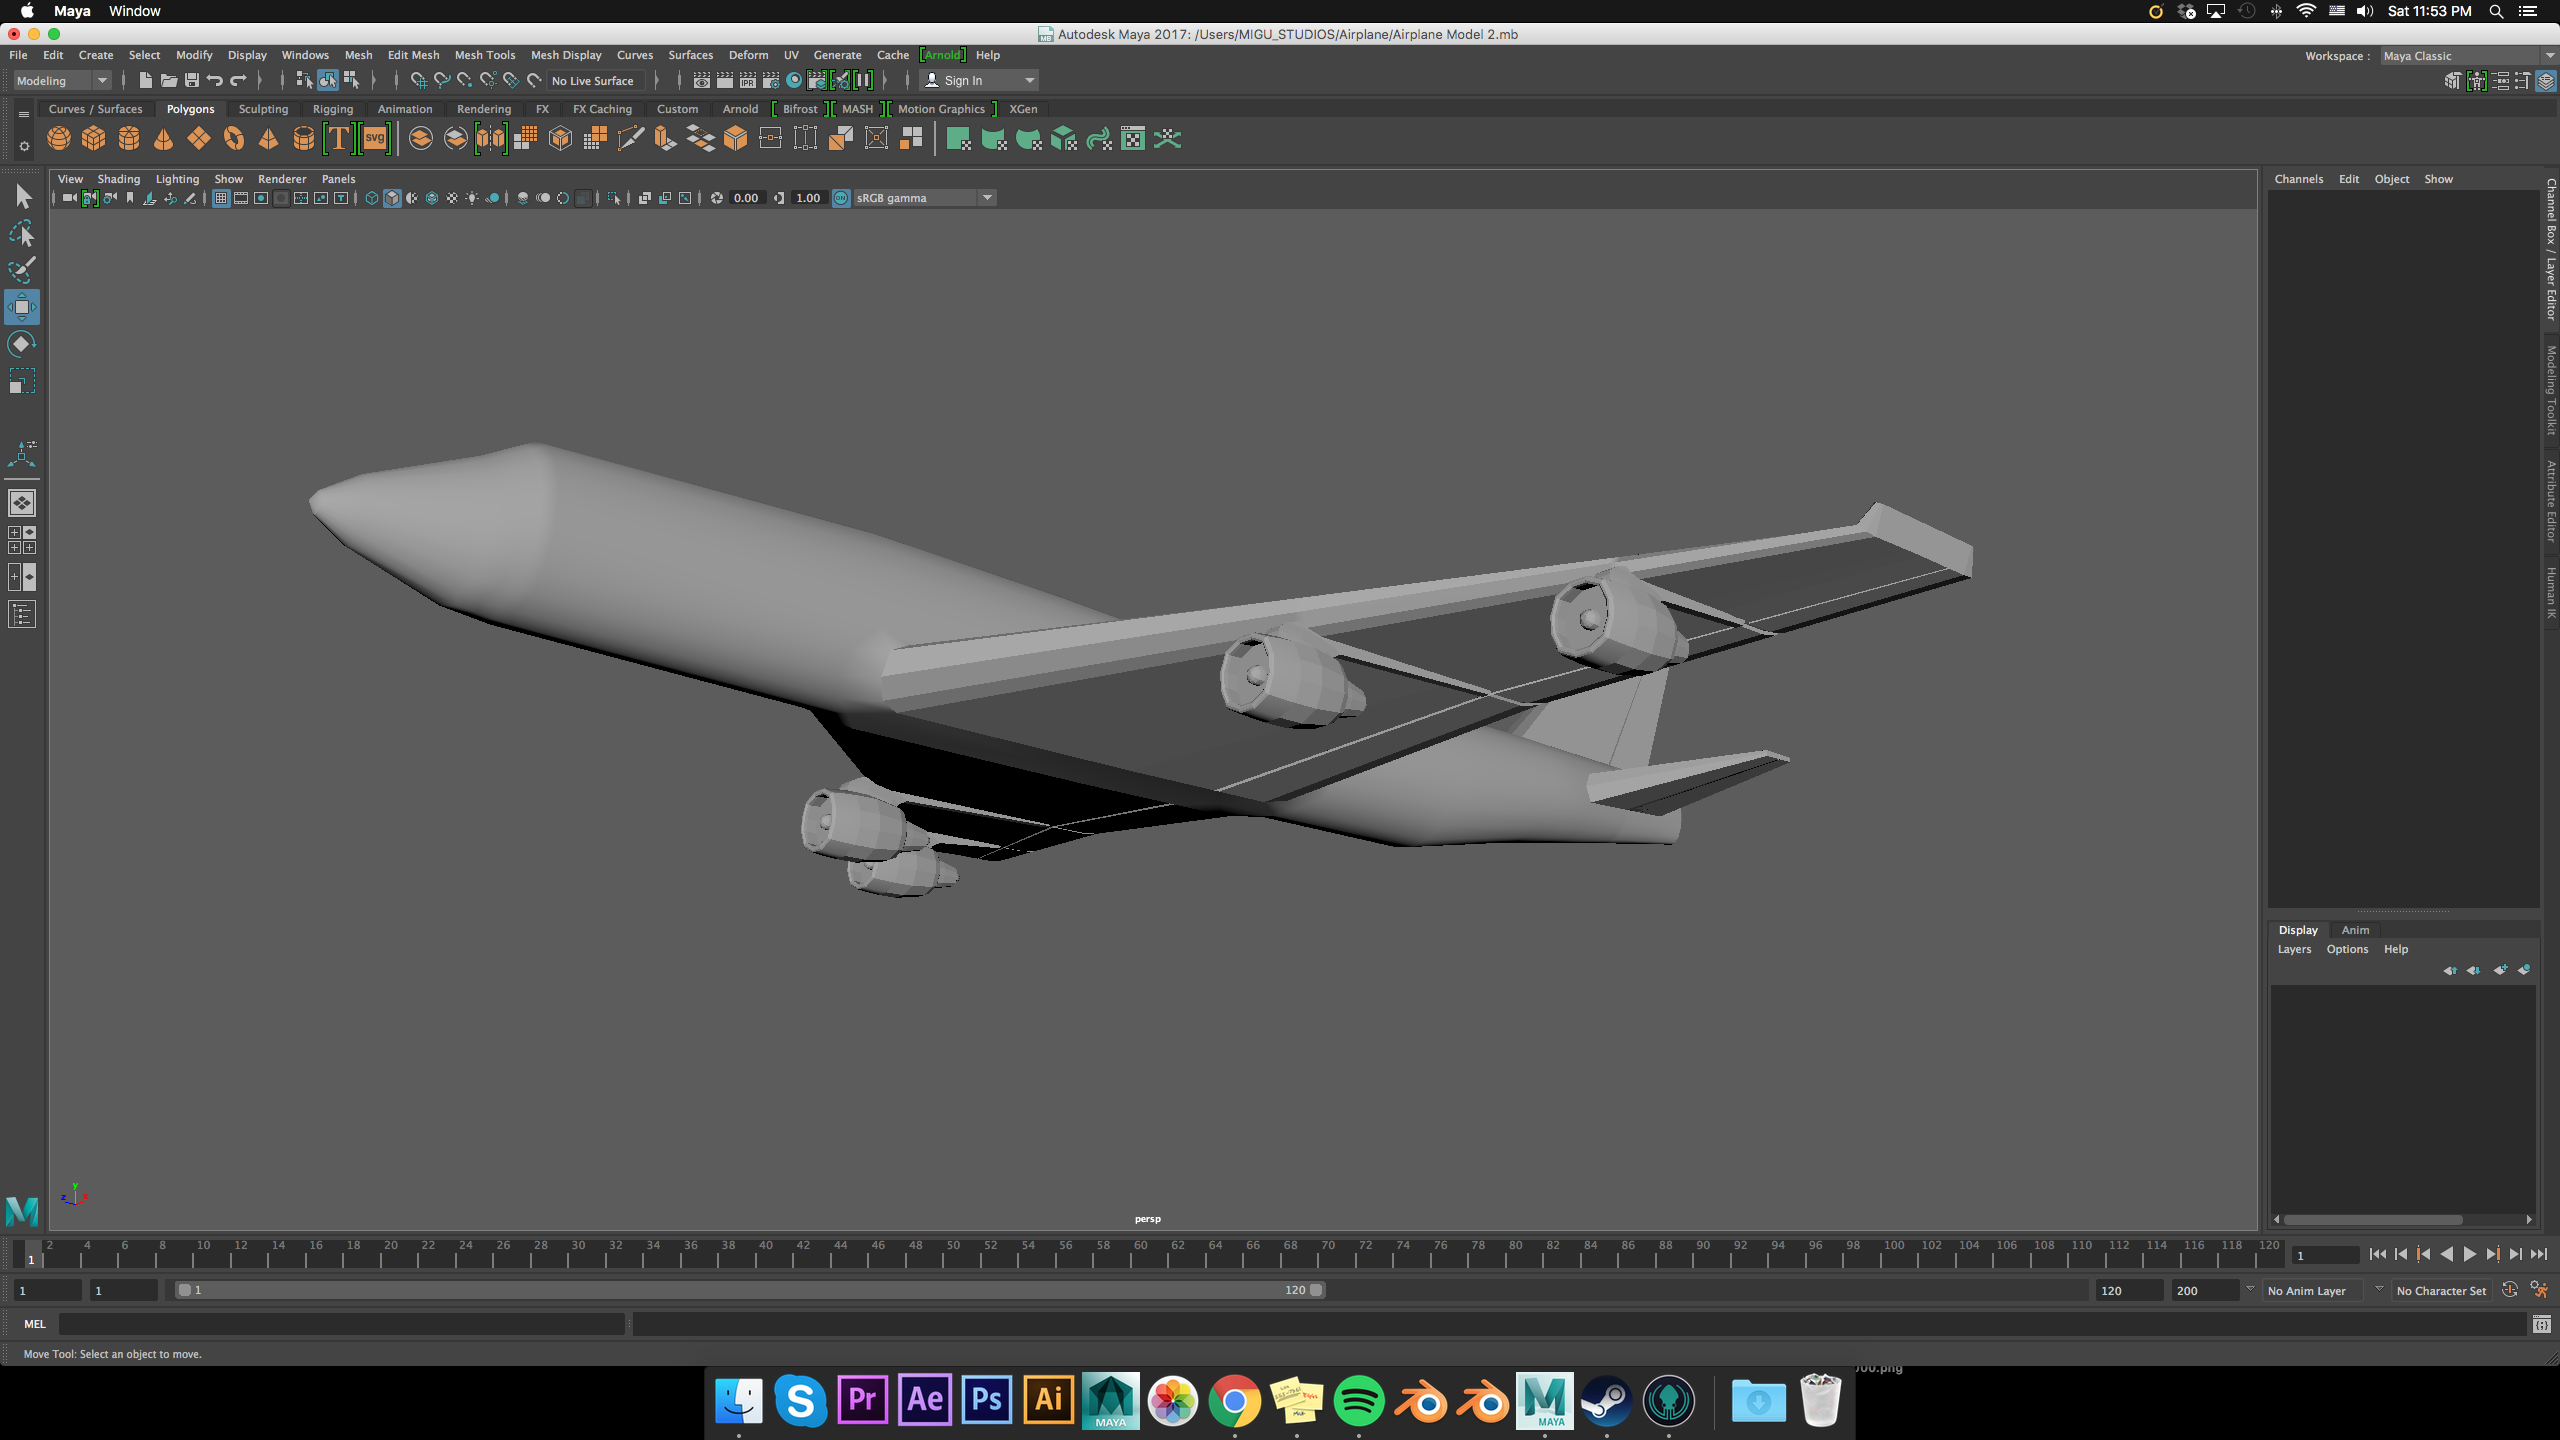 Maya Window Sat 11:53 PM
Autodesk Maya 2017: /Users/MIGU_STUDIOS/Airplane/Airplane Model 2.mb
File Edit Create Select Modify Display Windows Mesh Edit Mesh Mesh Tools Mesh Display Curves Surfaces Deform UV Generate Cache [Arnold] Help Workspace : Maya Classic
Modeling No Live Surface IPR Sign In
Curves / Surfaces Polygons Sculpting Rigging Animation Rendering FX FX Caching Custom Arnold [ Bifrost ][ MASH ][ Motion Graphics ] XGen
T svg
View Shading Lighting Show Renderer Panels
0.00 1.00 ON sRGB gamma
Channels Edit Object Show
Channel Box / Layer Editor
Modeling Toolkit
Attribute Editor
Human IK
Display Anim
Layers Options Help
y
z x
persp
M
2 4 6 8 10 12 14 16 18 20 22 24 26 28 30 32 34 36 38 40 42 44 46 48 50 52 54 56 58 60 62 64 66 68 70 72 74 76 78 80 82 84 86 88 90 92 94 96 98 100 102 104 106 108 110 112 114 116 118 120
1 1
1 1 1 120 120 200 No Anim Layer No Character Set
MEL
Move Tool: Select an object to move.
000.png
S Pr Ae Ps Ai MAYA M MAYA